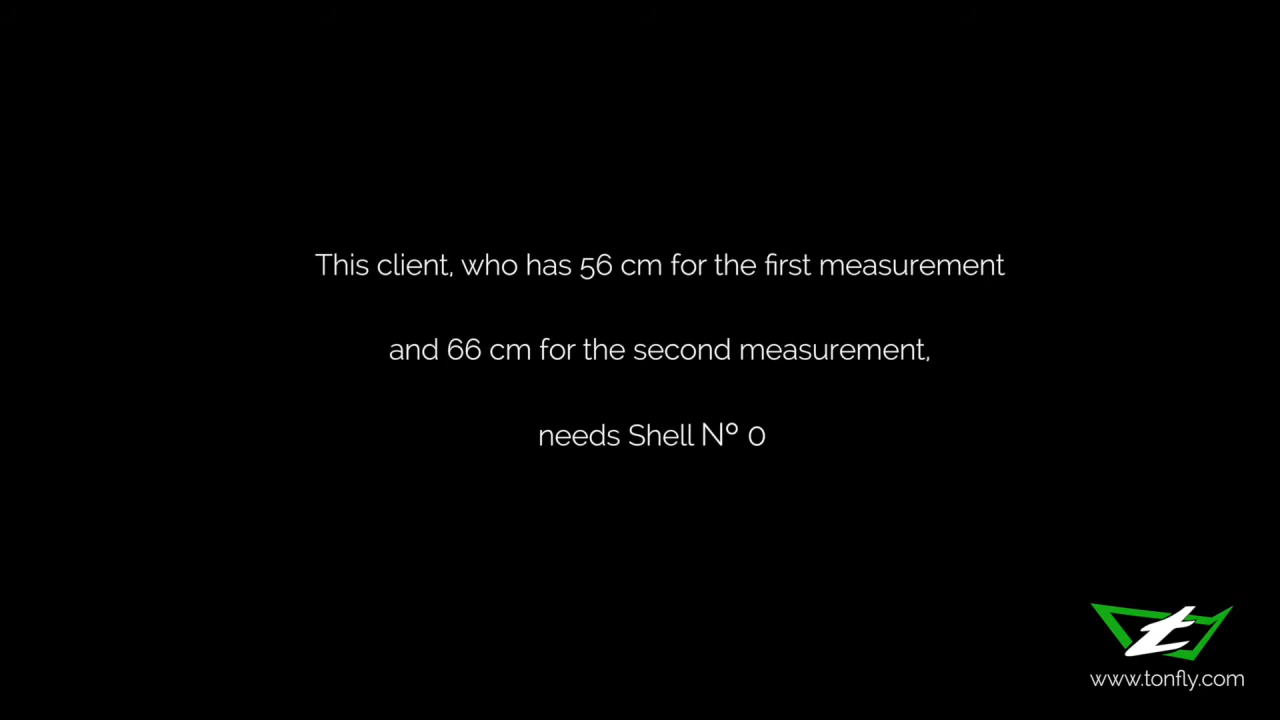 This client, who has 56 cm for the first measurement
and 66 cm for the second measurement,
needs Shell Nº 0
t
www.tonfly.com